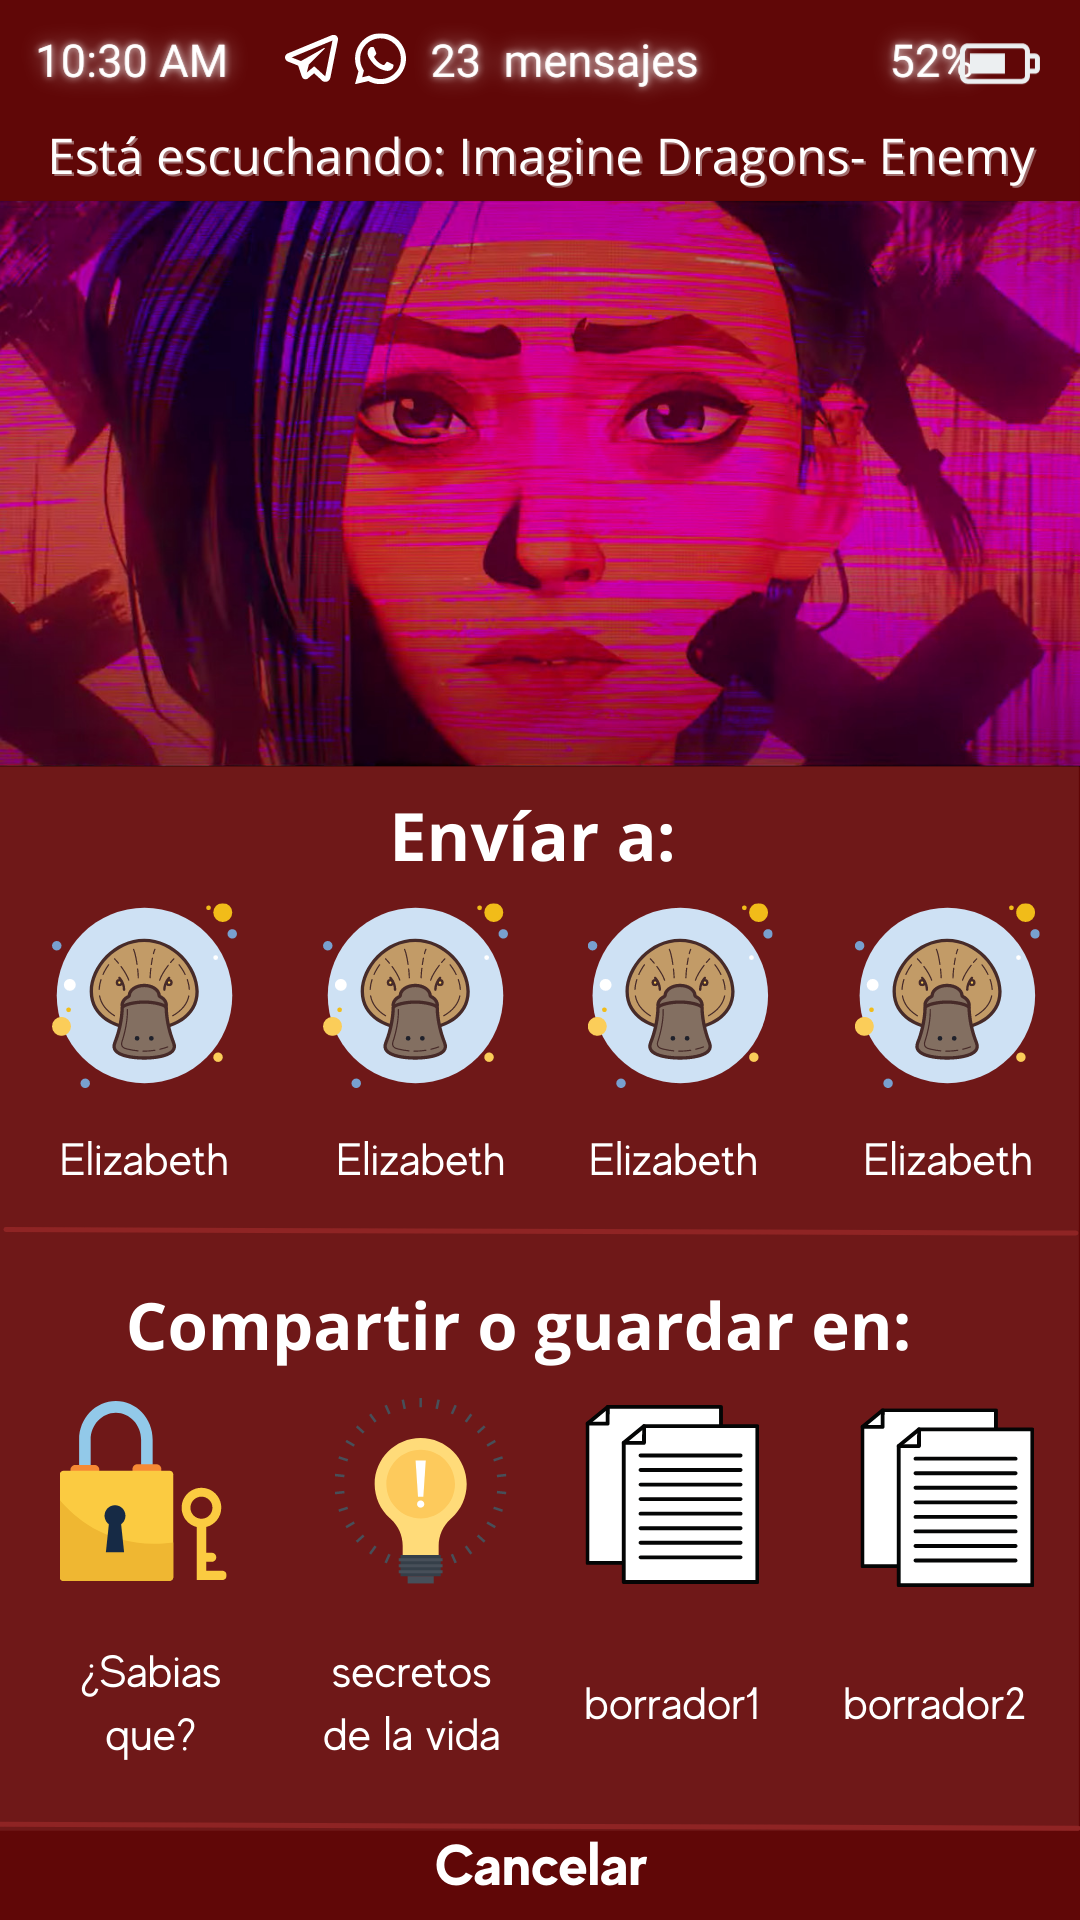 10:30 AM 23 mensajes 52%
Está escuchando: Imagine Dragons- Enemy
Envíar a:
Elizabeth Elizabeth Elizabeth Elizabeth
Compartir o guardar en:
¿Sabias
que?
secretos
de la vida
borrador1
borrador2
Cancelar